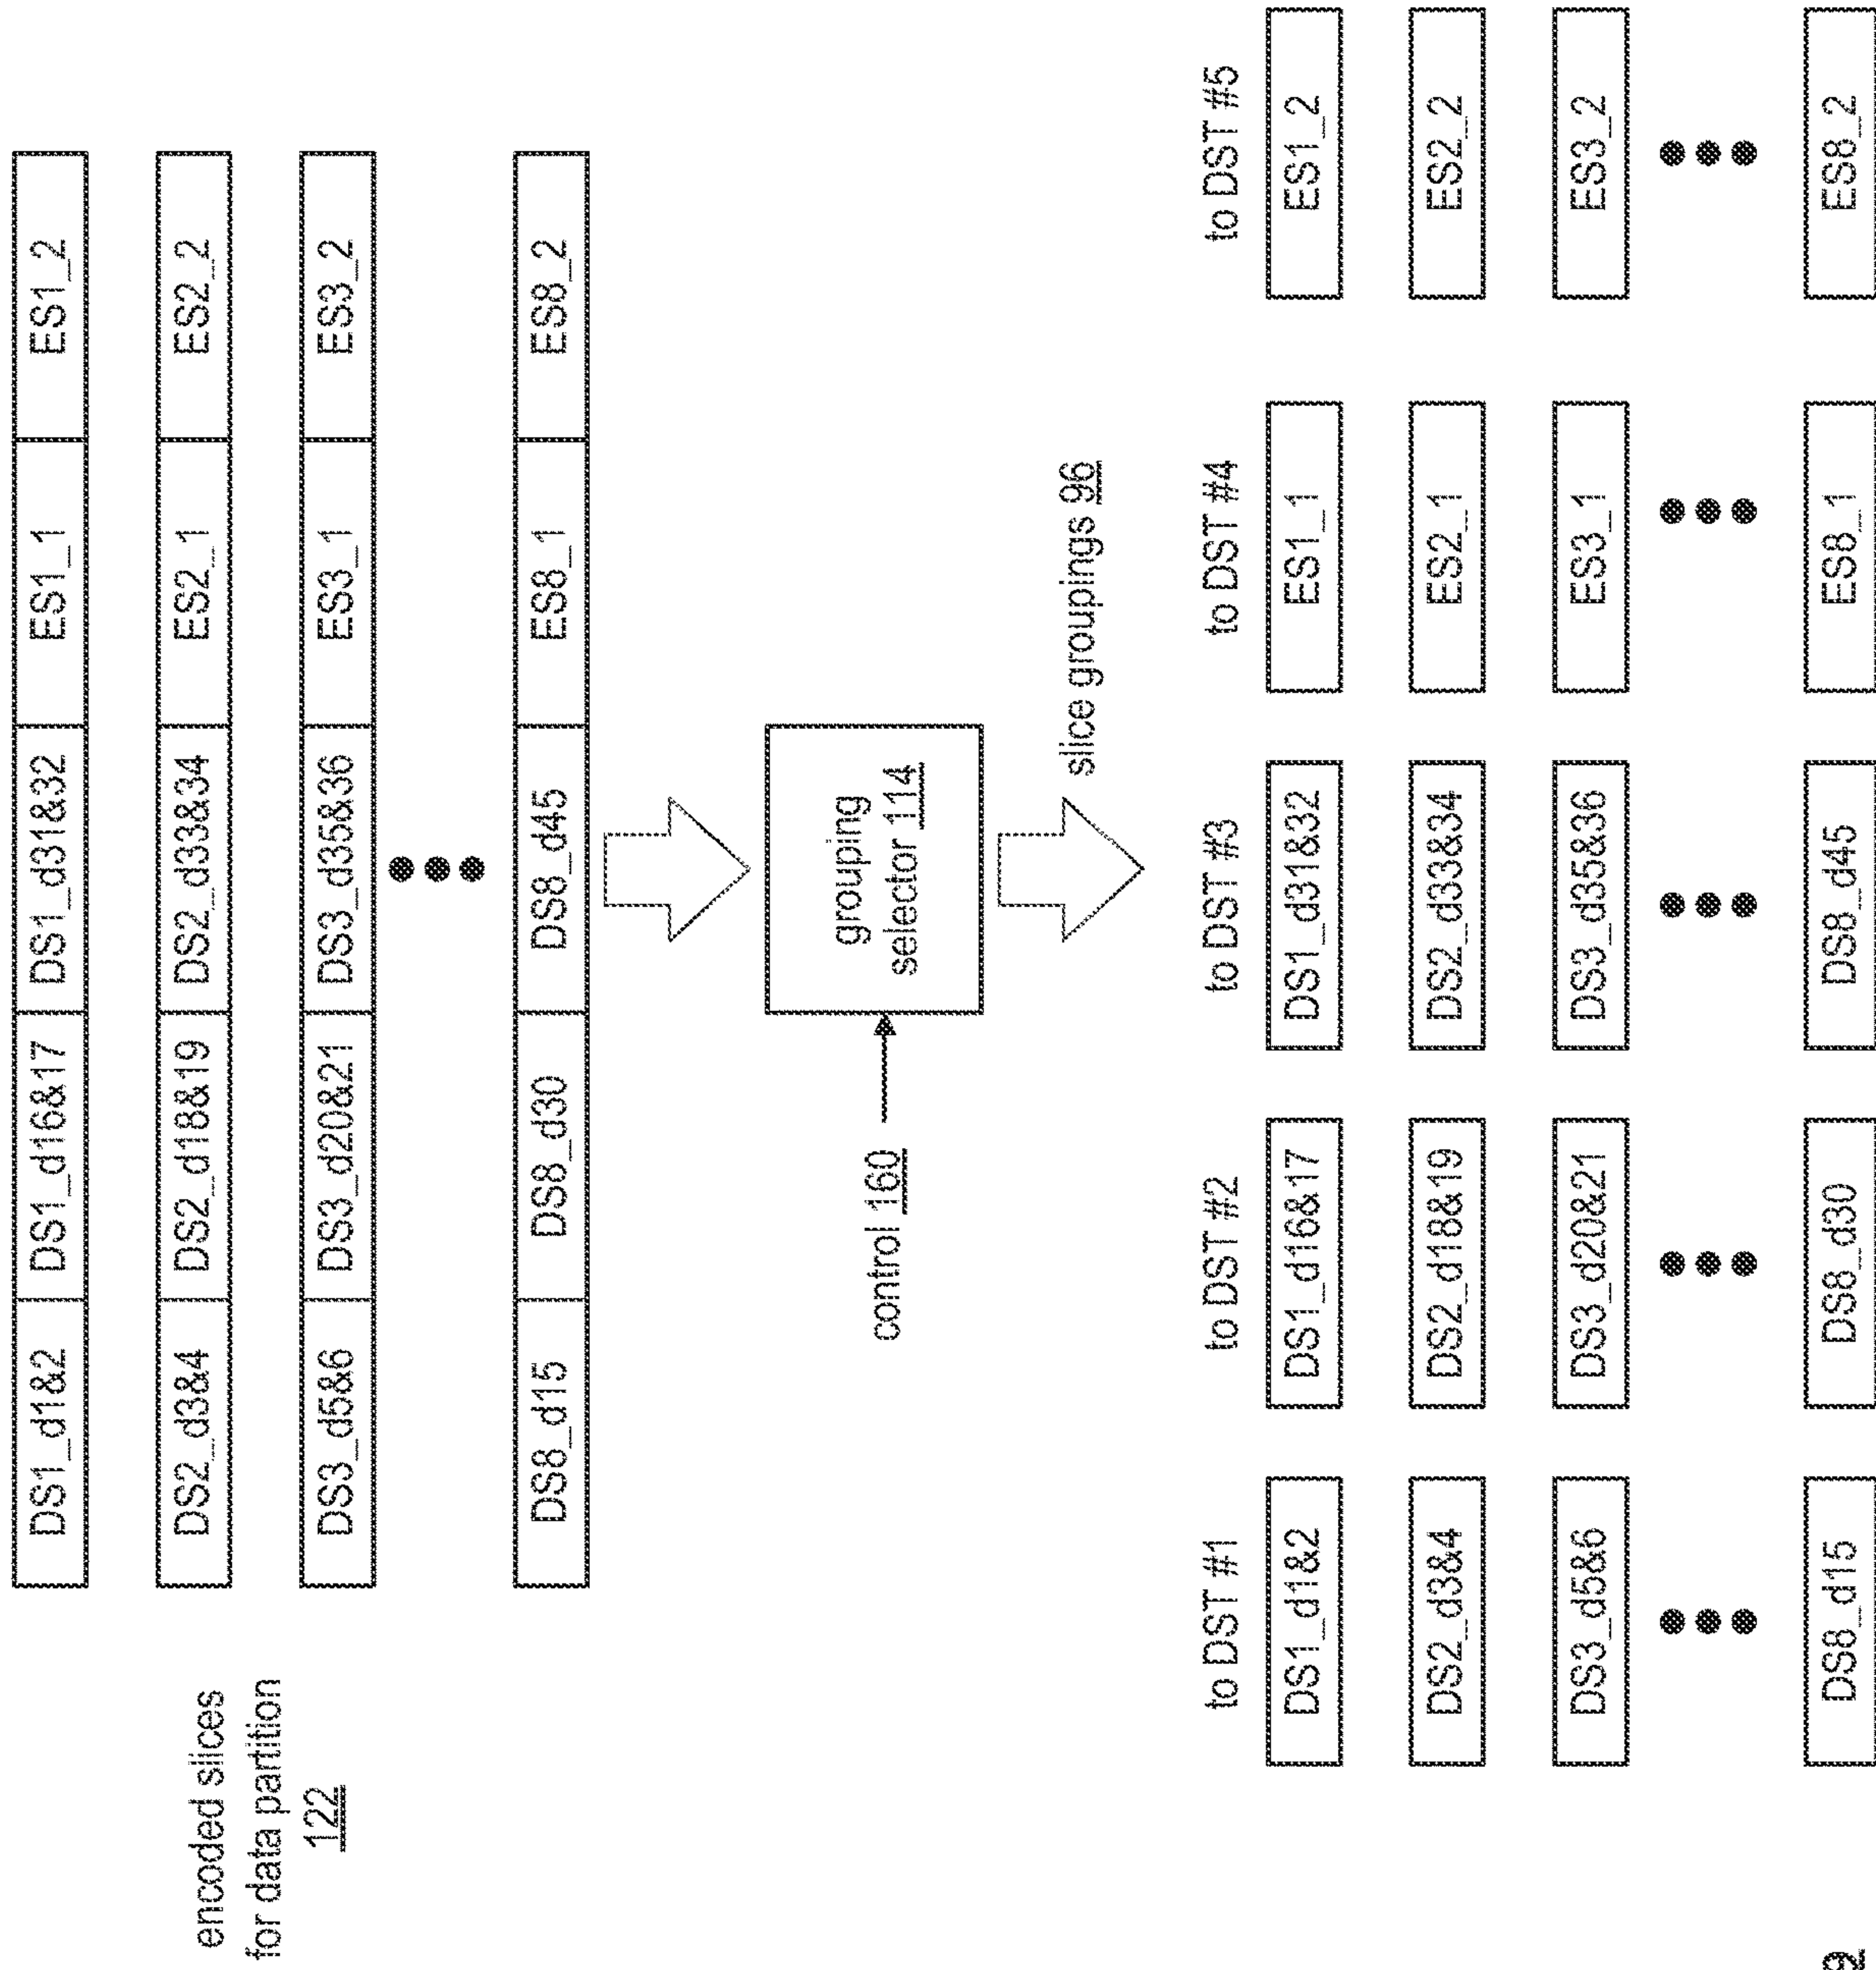 DS1_d1&2 DS1_d16&17 DS1_d31&32 ES1_1 ES1_2
DS2_d3&4 DS2_d18&19 DS2_d33&34 ES2_1 ES2_2
DS3_d5&6 DS3_d20&21 DS3_d35&36 ES3_1 ES3_2
DS8_d15 DS8_d30 DS8_d45 ES8_1 ES8_2
encoded slices
for data partition
122
grouping
selector 114
control 160
slice groupings 96
to DST #1 to DST #2 to DST #3 to DST #4 to DST #5
DS1_d1&2 DS1_d16&17 DS1_d31&32 ES1_1 ES1_2
DS2_d3&4 DS2_d18&19 DS2_d33&34 ES2_1 ES2_2
DS3_d5&6 DS3_d20&21 DS3_d35&36 ES3_1 ES3_2
DS8_d15 DS8_d30 DS8_d45 ES8_1 ES8_2